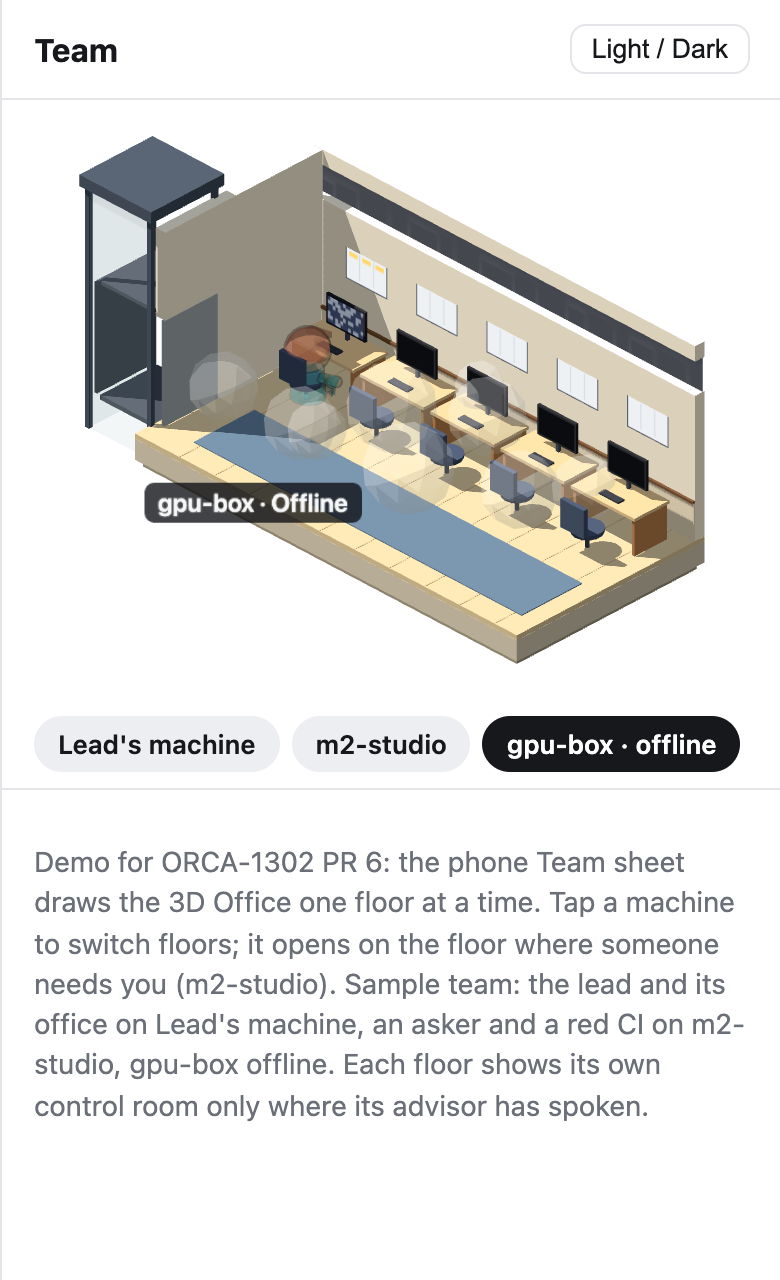 Team
Light / Dark
gpu-box · Offline
Lead's machine
m2-studio
gpu-box · offline
Demo for ORCA-1302 PR 6: the phone Team sheet
draws the 3D Office one floor at a time. Tap a machine
to switch floors; it opens on the floor where someone
needs you (m2-studio). Sample team: the lead and its
office on Lead's machine, an asker and a red CI on m2-
studio, gpu-box offline. Each floor shows its own
control room only where its advisor has spoken.